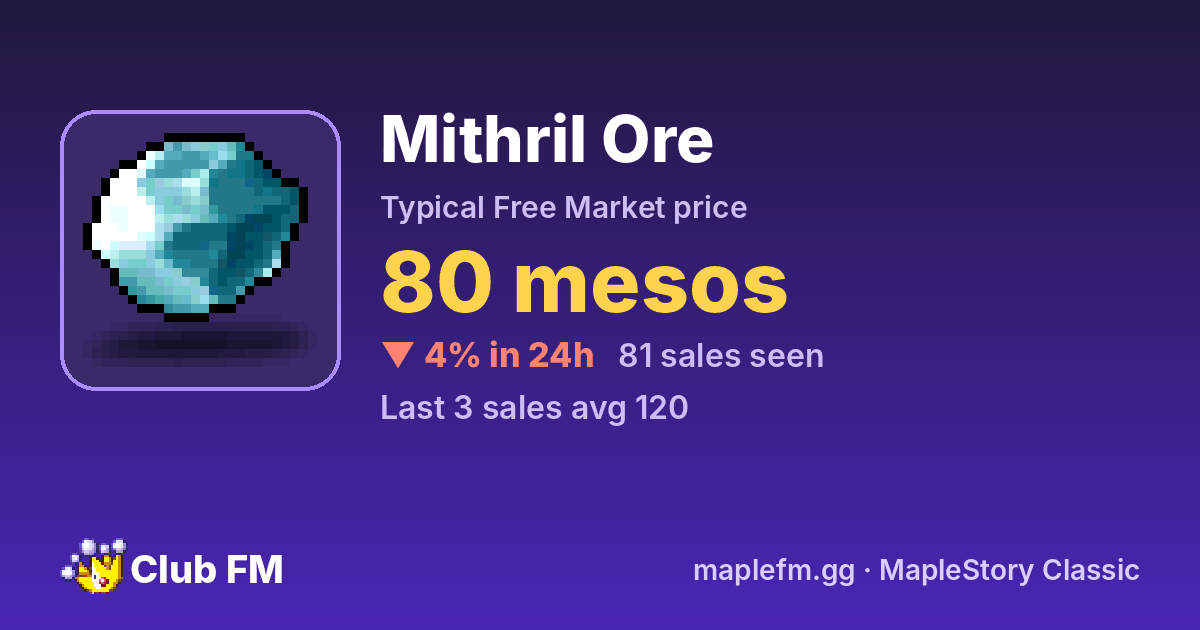 Mithril Ore
Typical Free Market price
80 mesos
▼ 4% in 24h 81 sales seen
Last 3 sales avg 120
Club FM
maplefm.gg · MapleStory Classic